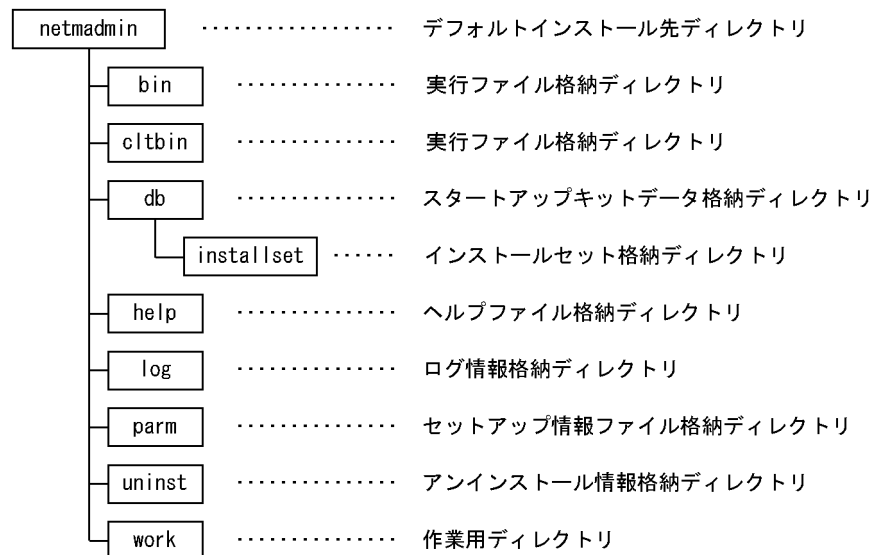 netmadmin ················ デフォルトインストール先ディレクトリ
bin ··············· 実行ファイル格納ディレクトリ
cltbin ··············· 実行ファイル格納ディレクトリ
db ··············· スタートアップキットデータ格納ディレクトリ
installset ······ インストールセット格納ディレクトリ
help ··············· ヘルプファイル格納ディレクトリ
log ··············· ログ情報格納ディレクトリ
parm ··············· セットアップ情報ファイル格納ディレクトリ
uninst ··············· アンインストール情報格納ディレクトリ
work ··············· 作業用ディレクトリ